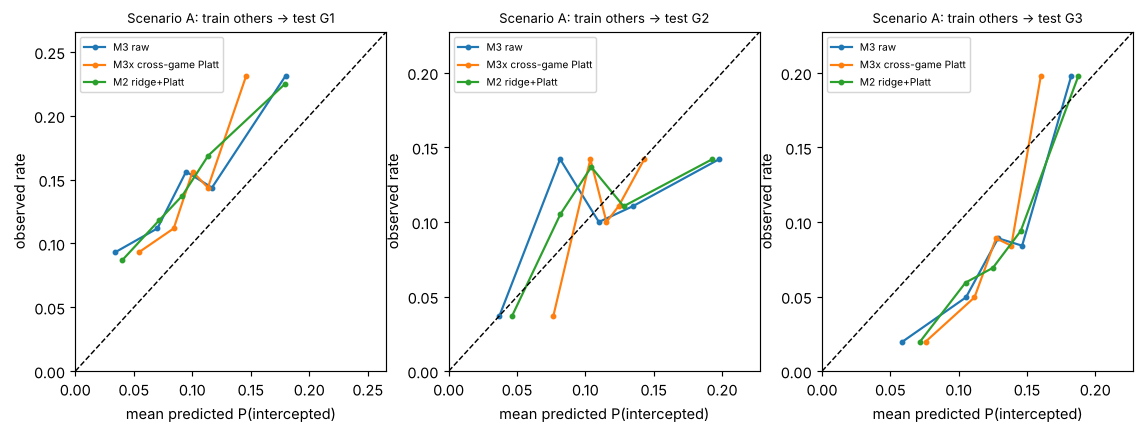 Scenario A: train others → test G1
M3 raw
M3x cross-game Platt
M2 ridge+Platt
observed rate
0.25
0.20
0.15
0.10
0.05
0.00
0.00 0.05 0.10 0.15 0.20 0.25
mean predicted P(intercepted)
Scenario A: train others → test G2
M3 raw
M3x cross-game Platt
M2 ridge+Platt
observed rate
0.20
0.15
0.10
0.05
0.00
0.00 0.05 0.10 0.15 0.20
mean predicted P(intercepted)
Scenario A: train others → test G3
M3 raw
M3x cross-game Platt
M2 ridge+Platt
observed rate
0.20
0.15
0.10
0.05
0.00
0.00 0.05 0.10 0.15 0.20
mean predicted P(intercepted)